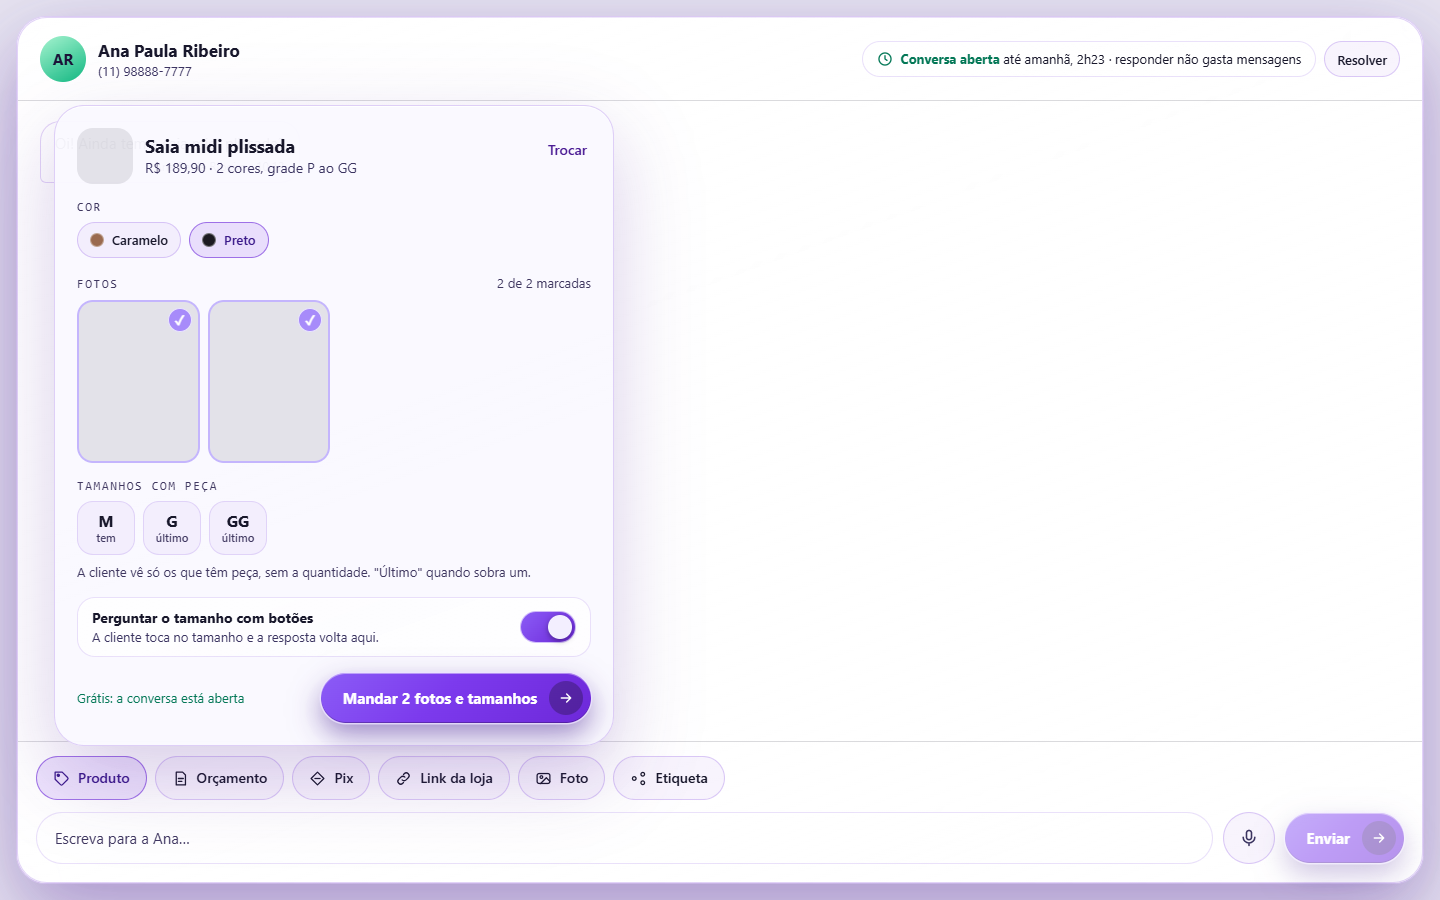 AR
Ana Paula Ribeiro
(11) 98888-7777
Conversa aberta até amanhã, 2h23 · responder não gasta mensagens
Resolver
Saia midi plissada
R$ 189,90 · 2 cores, grade P ao GG
Trocar
COR
Caramelo
Preto
FOTOS
2 de 2 marcadas
TAMANHOS COM PEÇA
M
tem
G
último
GG
último
A cliente vê só os que têm peça, sem a quantidade. "Último" quando sobra um.
Perguntar o tamanho com botões
A cliente toca no tamanho e a resposta volta aqui.
Grátis: a conversa está aberta
Mandar 2 fotos e tamanhos
Produto
Orçamento
Pix
Link da loja
Foto
Etiqueta
Escreva para a Ana...
Enviar